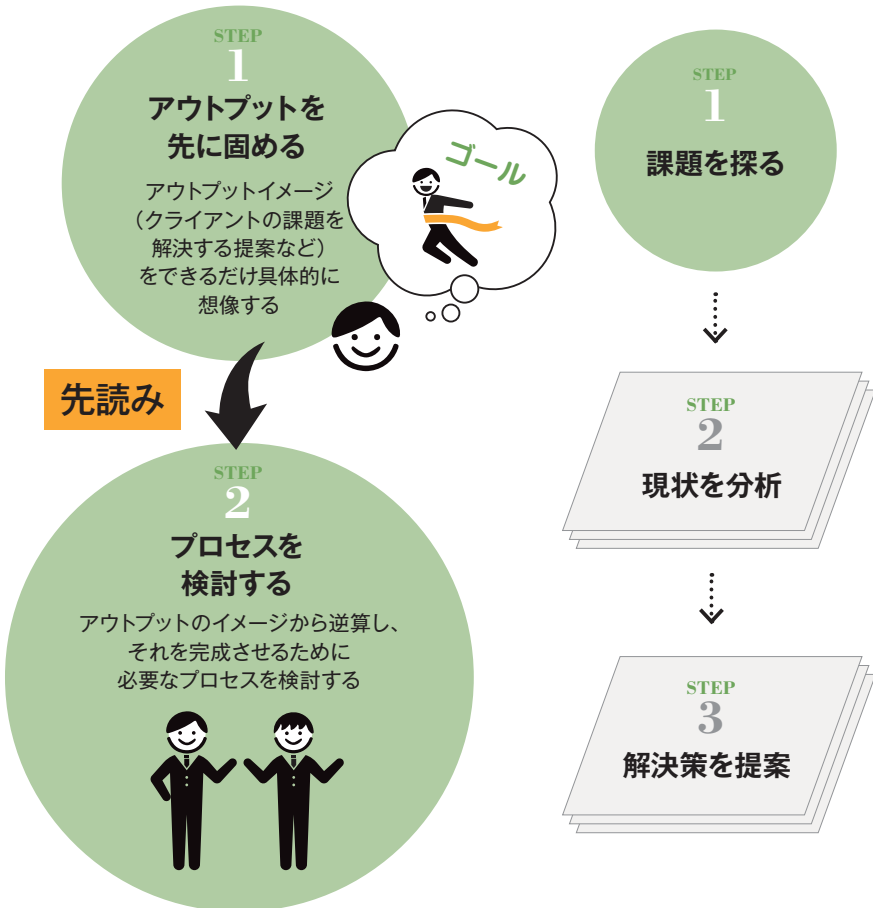 STEP
1
アウトプットを
先に固める
アウトプットイメージ
（クライアントの課題を
解決する提案など）
をできるだけ具体的に
想像する
ゴール
先読み
STEP
2
プロセスを
検討する
アウトプットのイメージから逆算し、
それを完成させるために
必要なプロセスを検討する
STEP
1
課題を探る
STEP
2
現状を分析
STEP
3
解決策を提案